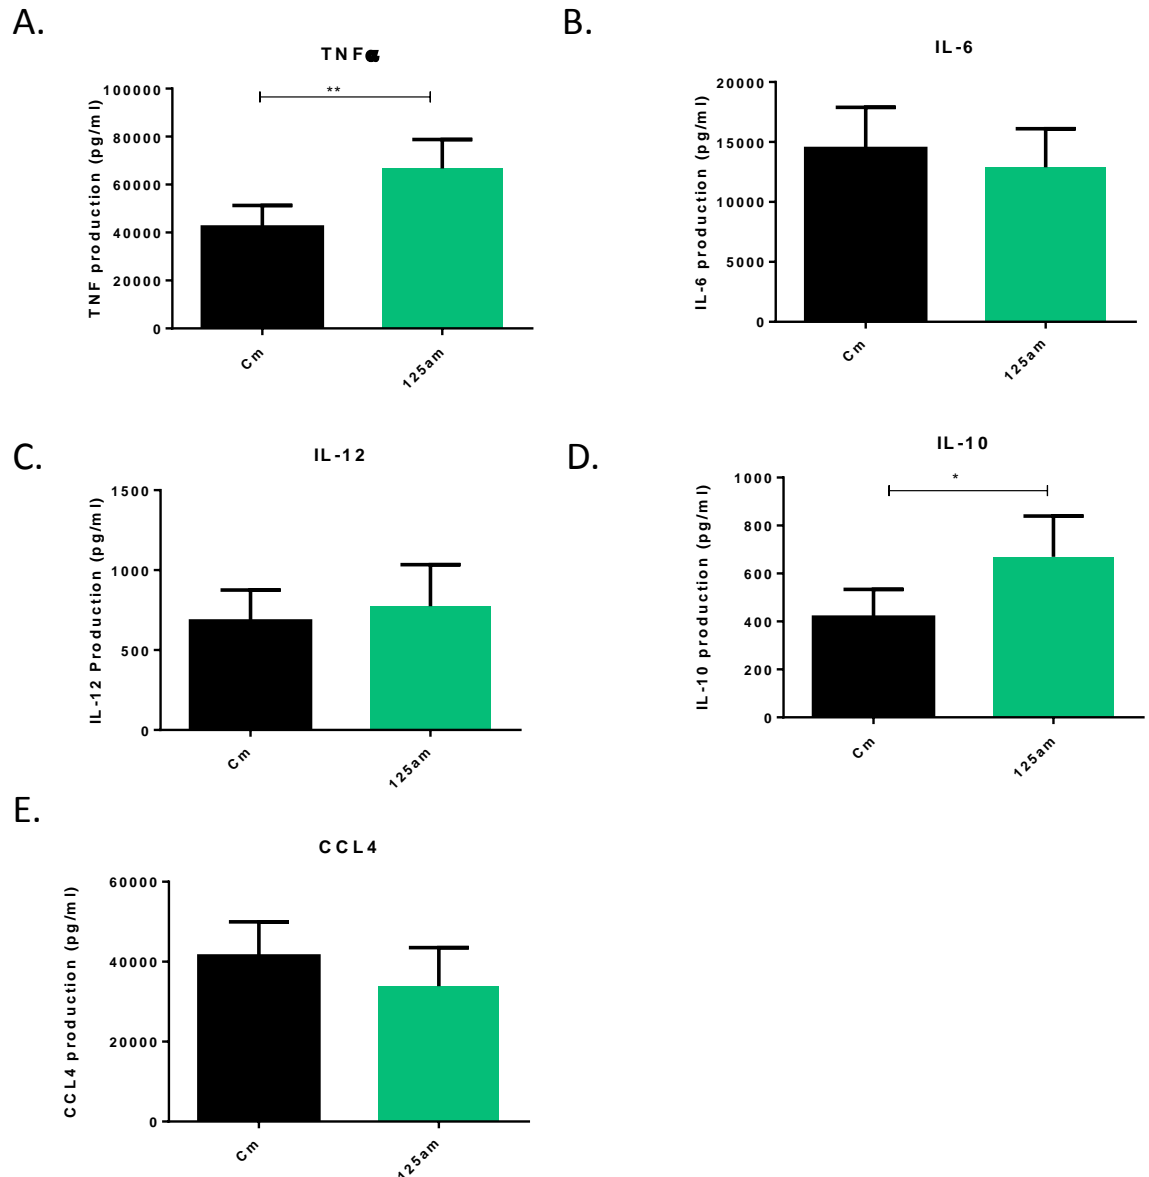 A.
TNFα
TNF production (pg/ml)
100000
80000
60000
40000
20000
0
**
Cm
125am
B.
IL-6
IL-6 production (pg/ml)
20000
15000
10000
5000
0
Cm
125am
C.
IL-12
IL-12 Production (pg/ml)
1500
1000
500
0
Cm
125am
D.
IL-10
IL-10 production (pg/ml)
1000
800
600
400
200
0
*
Cm
125am
E.
CCL4
CCL4 production (pg/ml)
60000
40000
20000
0
Cm
125am